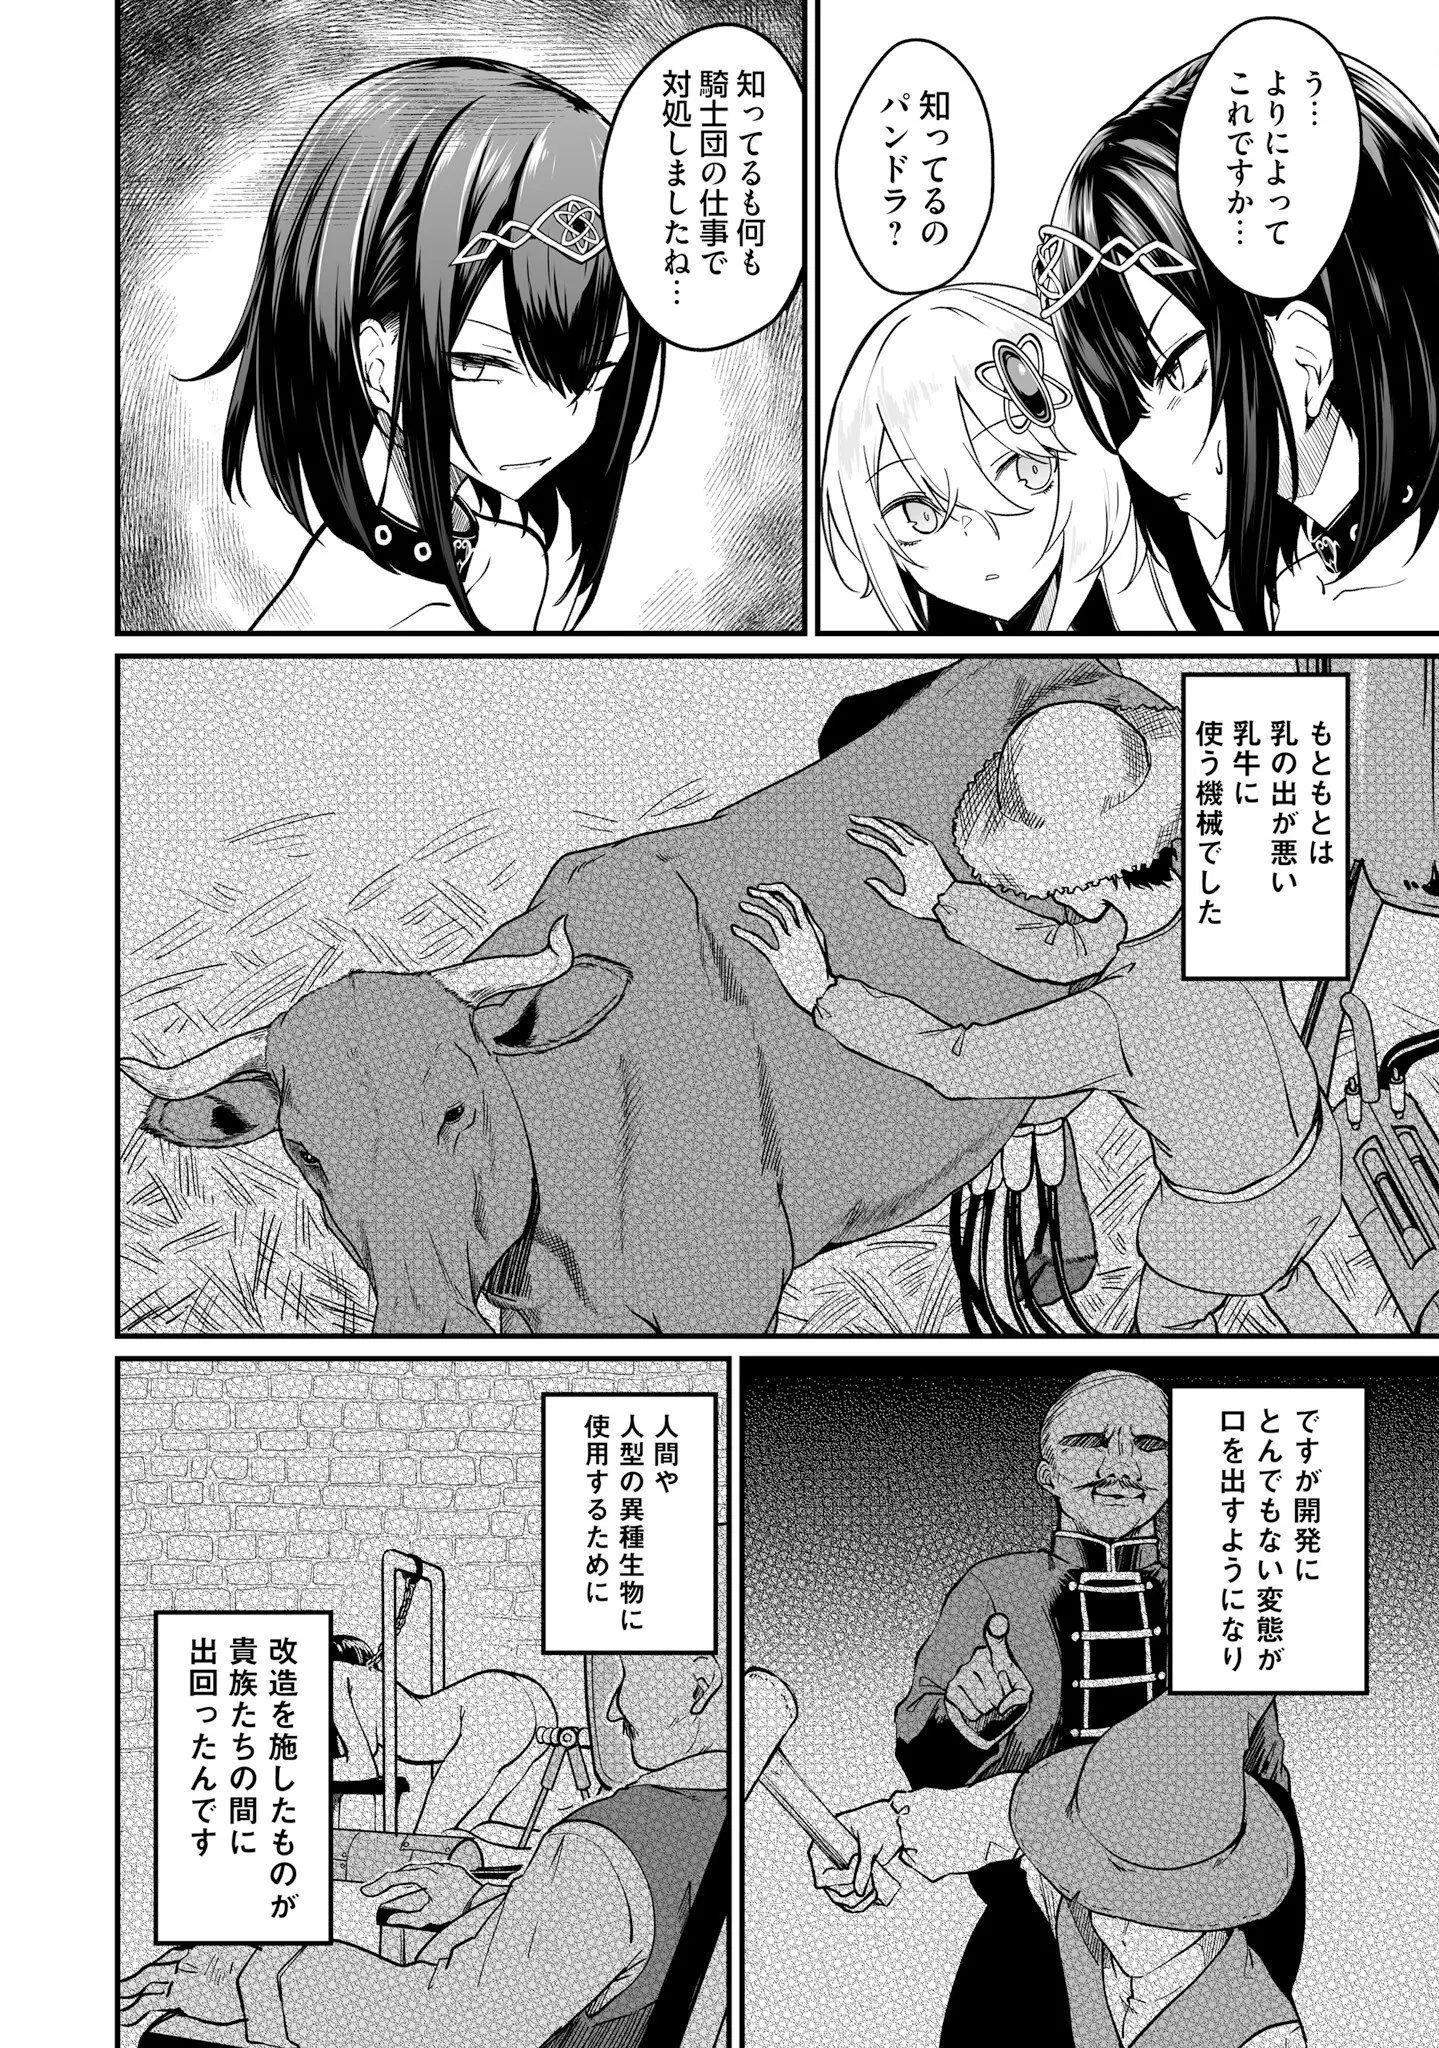 う…
よりによって
これですか…
知ってるの
パンドラ?
知ってるも何も
騎士団の仕事で
対処しましたね…
もともとは
乳の出が悪い
乳牛に
使う機械でした
ですが開発に
とんでもない変態が
口を出すようになり
人間や
人型の異種生物に
使用するために
改造を施したものが
貴族たちの間に
出回ったんです